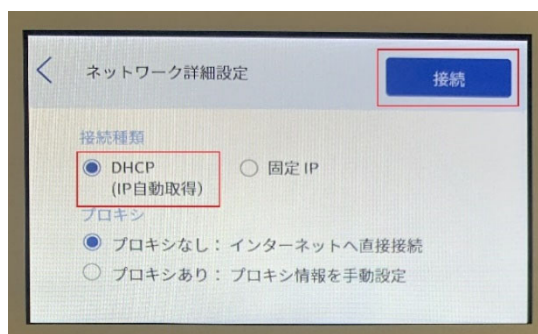 ネットワーク詳細設定
接続
接続種類
DHCP
(IP自動取得)
固定 IP
プロキシ
プロキシなし： インターネットへ直接接続
プロキシあり： プロキシ情報を手動設定